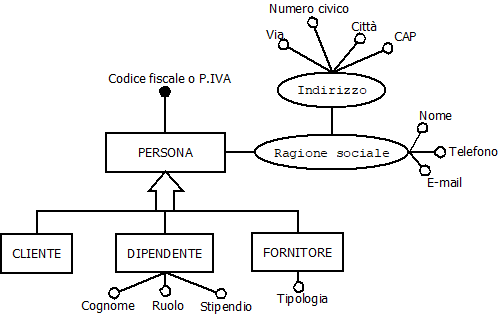 Numero civico
Via
Città
CAP
Indirizzo
Codice fiscale o P.IVA
Nome
PERSONA
Ragione sociale
Telefono
E-mail
CLIENTE
DIPENDENTE
FORNITORE
Cognome
Ruolo
Stipendio
Tipologia